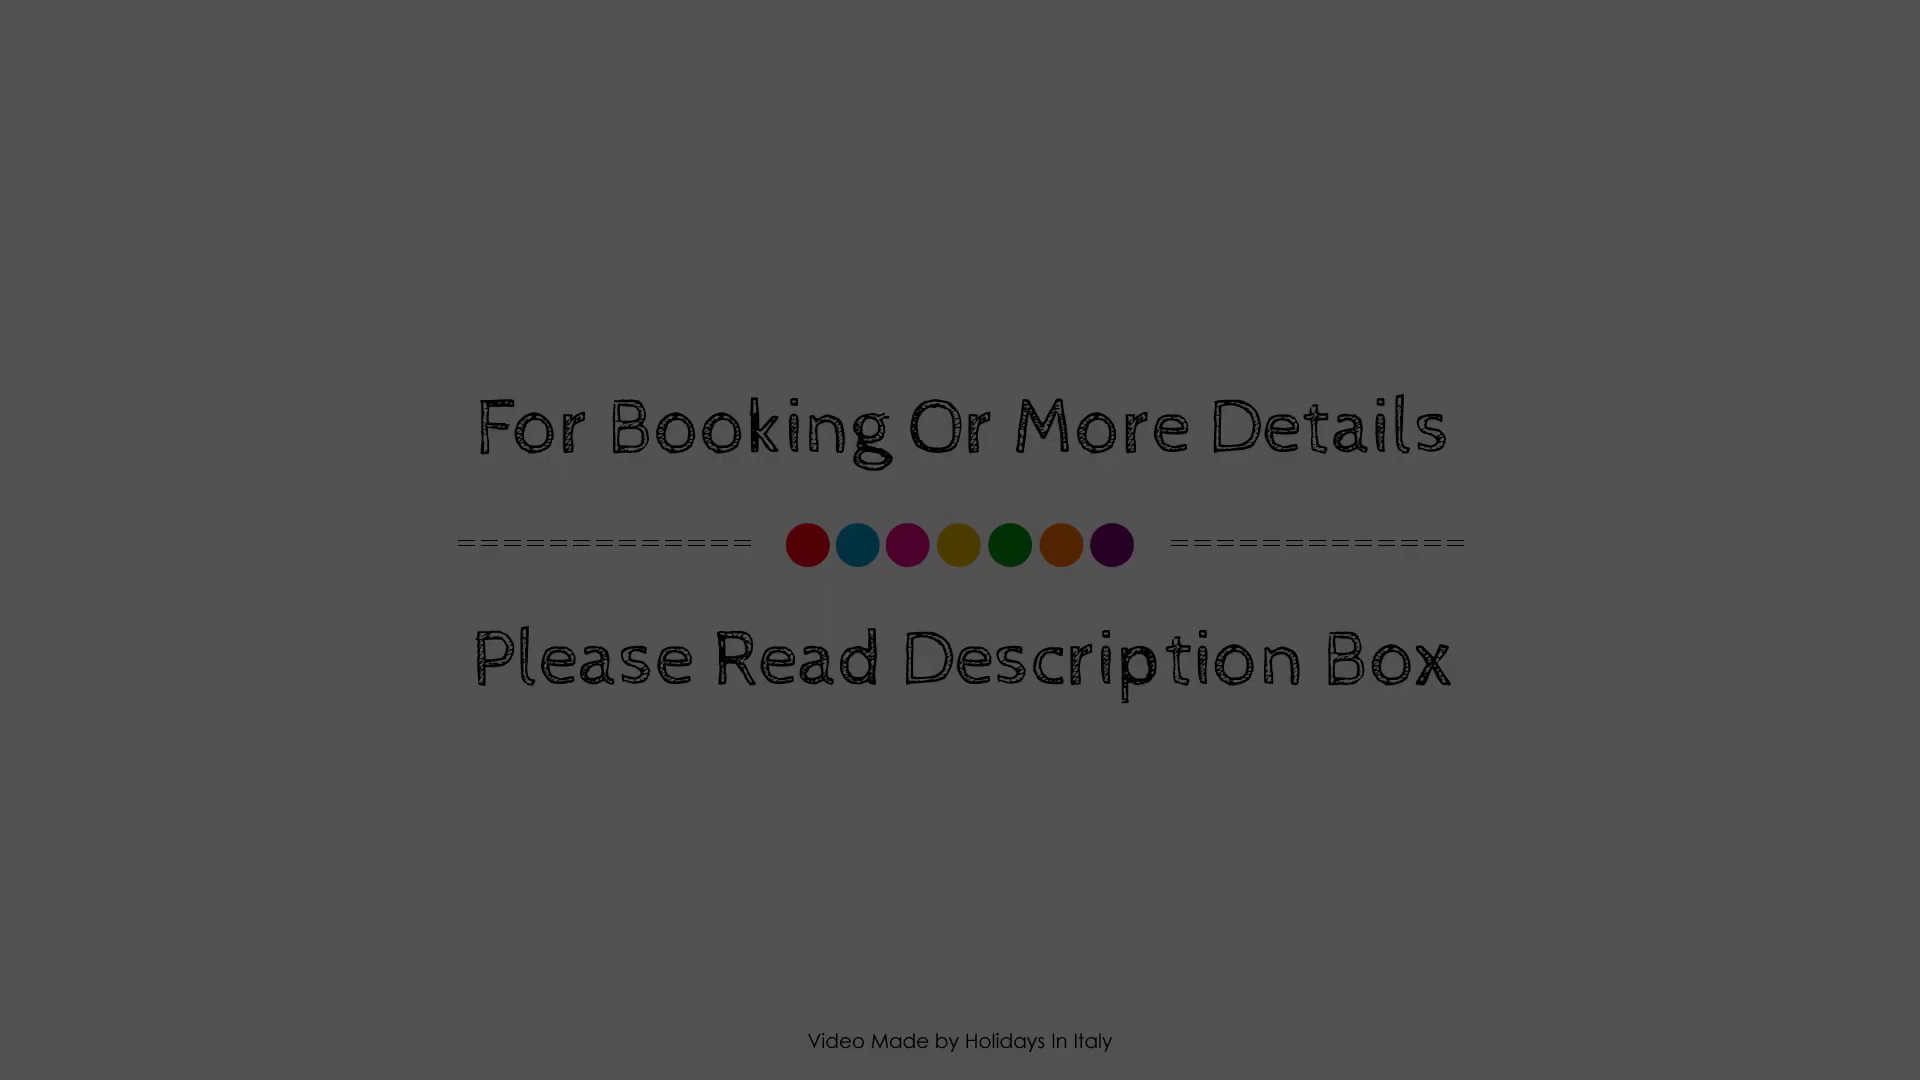 For Booking Or More Details
============= =============
Please Read Description Box
Video Made by Holidays In Italy